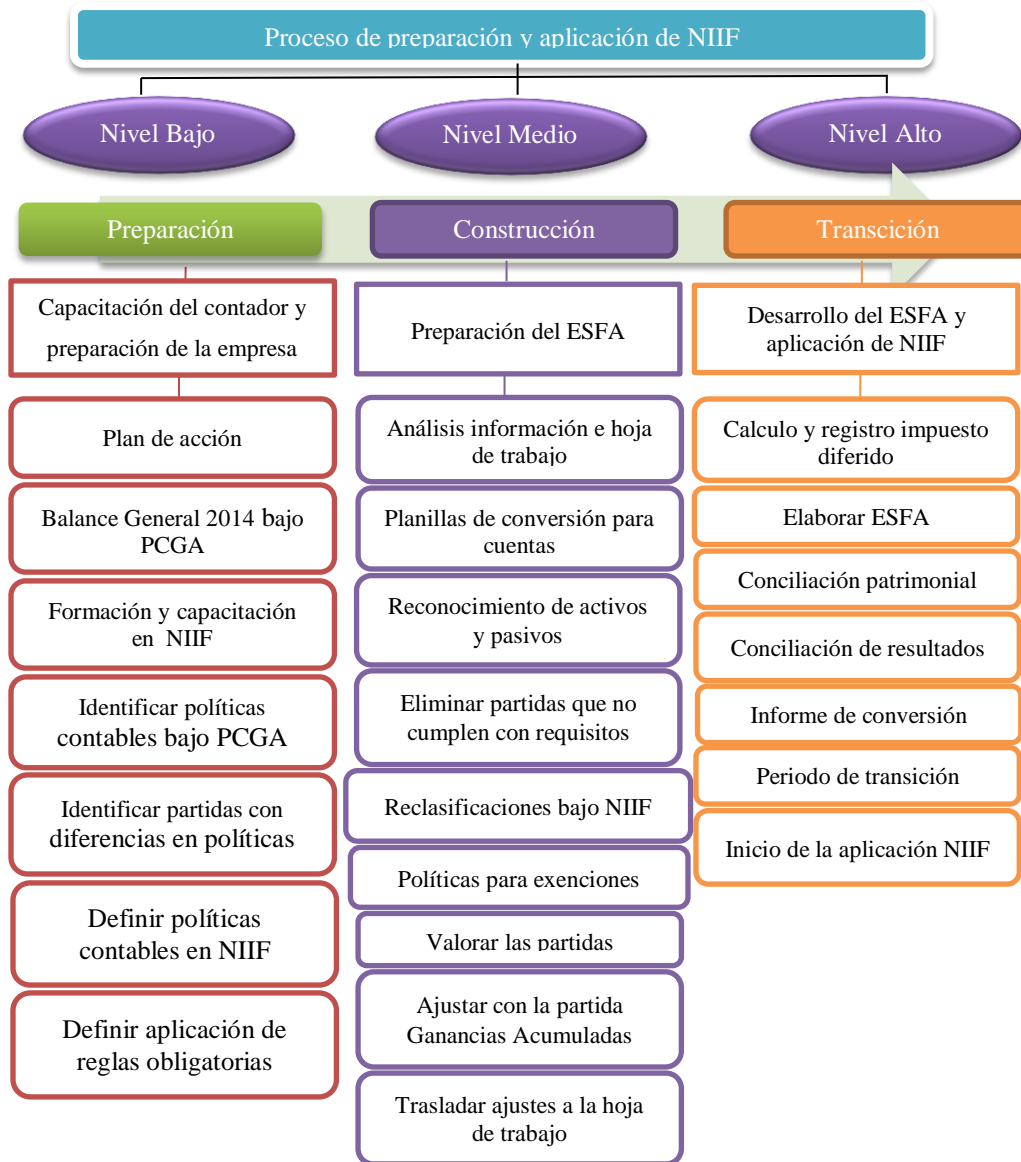 Proceso de preparación y aplicación de NIIF
Nivel Bajo
Nivel Medio
Nivel Alto
Preparación
Construcción
Transcición
Capacitación del contador y
preparación de la empresa
Plan de acción
Balance General 2014 bajo
PCGA
Formación y capacitación
en NIIF
Identificar políticas
contables bajo PCGA
Identificar partidas con
diferencias en políticas
Definir políticas
contables en NIIF
Definir aplicación de
reglas obligatorias
Preparación del ESFA
Análisis información e hoja
de trabajo
Planillas de conversión para
cuentas
Reconocimiento de activos
y pasivos
Eliminar partidas que no
cumplen con requisitos
Reclasificaciones bajo NIIF
Políticas para exenciones
Valorar las partidas
Ajustar con la partida
Ganancias Acumuladas
Trasladar ajustes a la hoja
de trabajo
Desarrollo del ESFA y
aplicación de NIIF
Calculo y registro impuesto
diferido
Elaborar ESFA
Conciliación patrimonial
Conciliación de resultados
Informe de conversión
Periodo de transición
Inicio de la aplicación NIIF